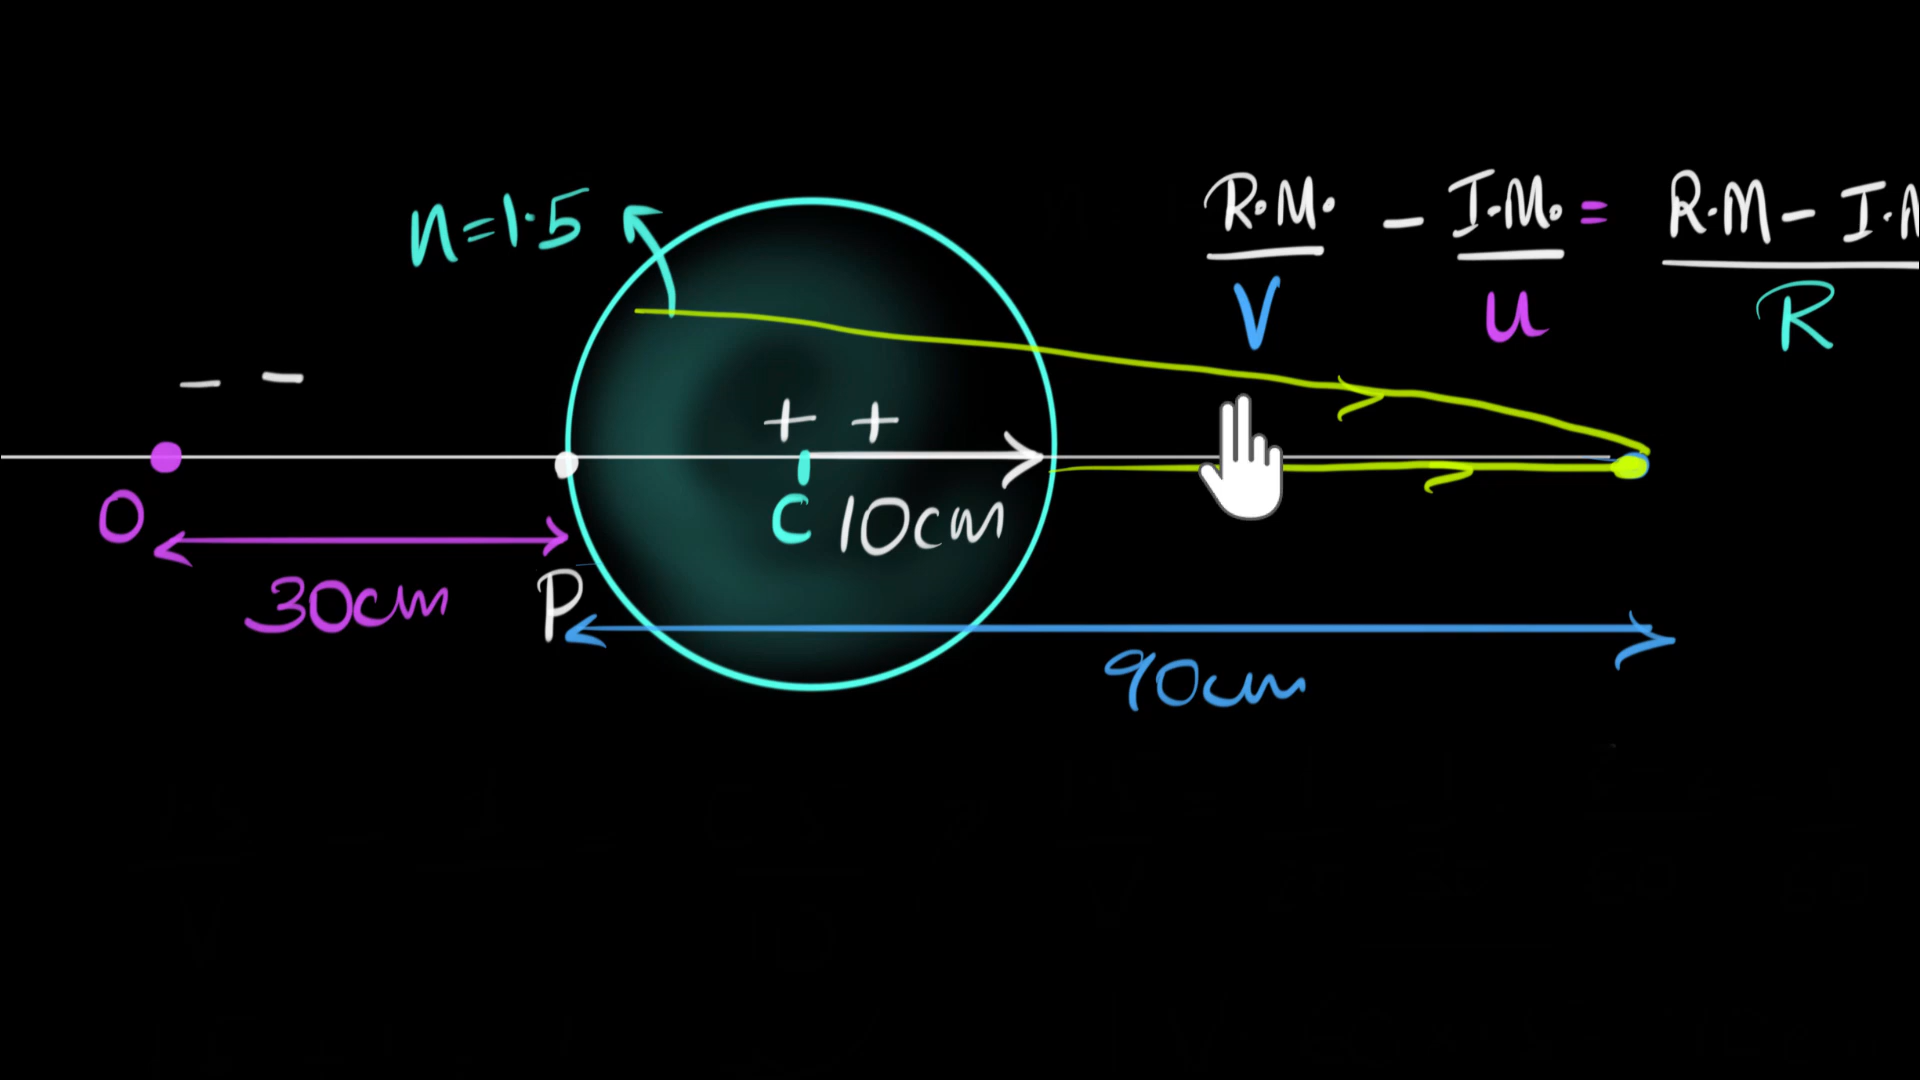 n=1.5
R.M. - I.M. = R.M - I.M
V u R
- -
+ +
O
C 10cm
30cm
P
90cm